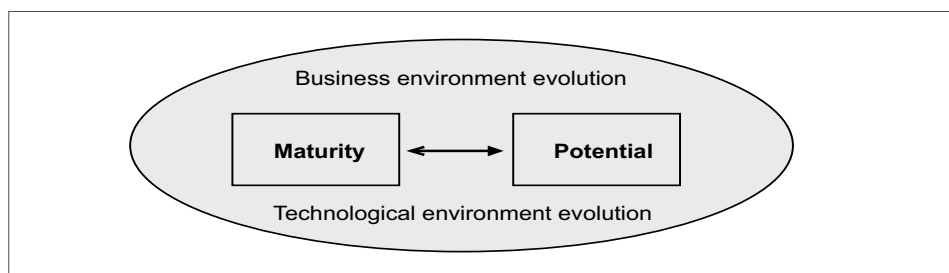 Business environment evolution
Maturity Potential
Technological environment evolution